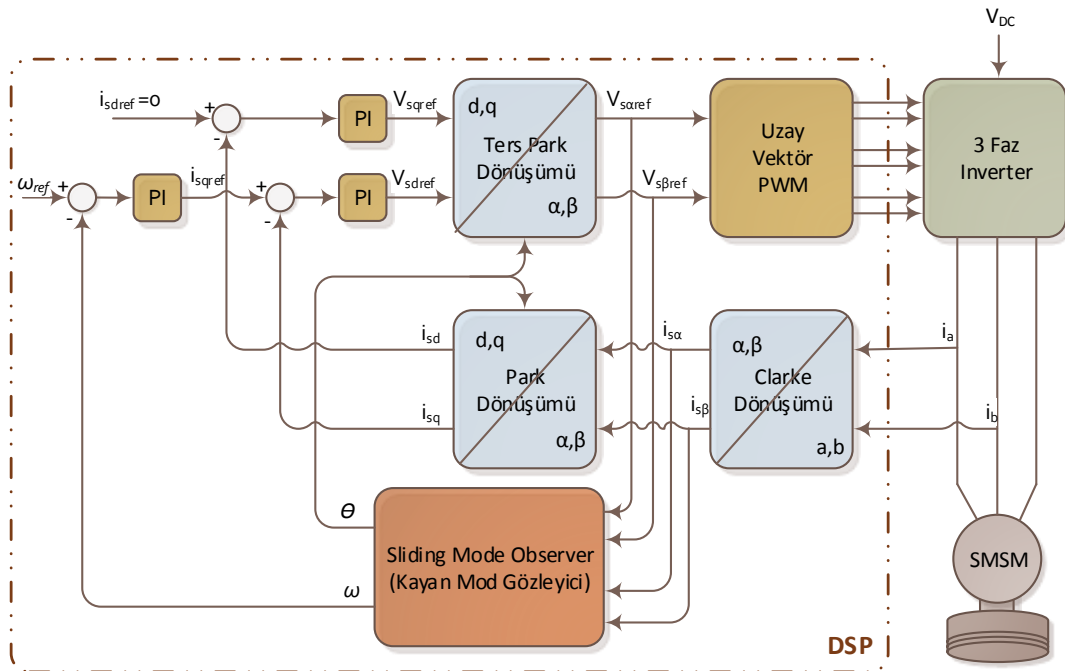 V_DC
i_sdref=0
+
-
PI
V_sqref
d,q
Ters Park
Dönüşümü
α,β
V_sαref
V_sβref
Uzay
Vektör
PWM
3 Faz
Inverter
ω_ref
+
-
PI
i_sqref
+
-
PI
V_sdref
i_sd
i_sq
d,q
Park
Dönüşümü
α,β
i_sα
i_sβ
α,β
Clarke
Dönüşümü
a,b
i_a
i_b
θ
ω
Sliding Mode Observer
(Kayan Mod Gözleyici)
SMSM
DSP